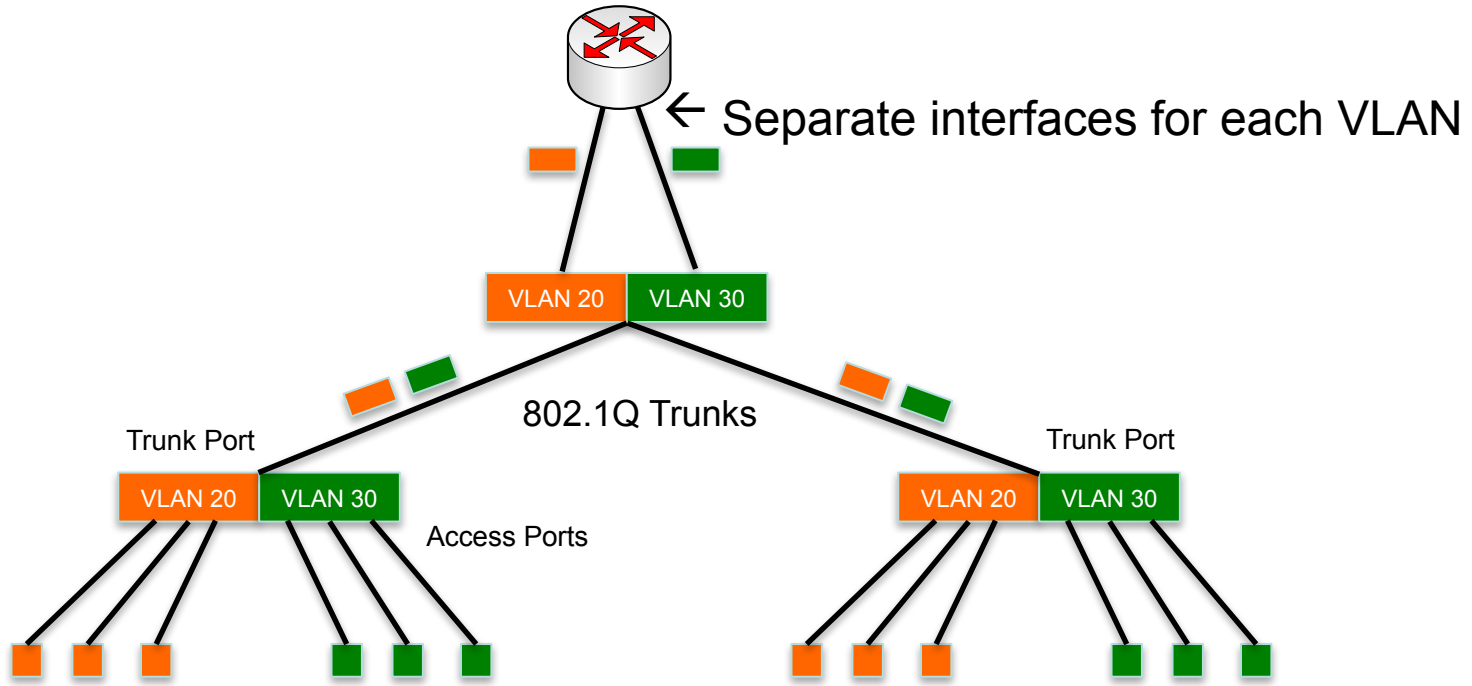 ← Separate interfaces for each VLAN
VLAN 20 VLAN 30
802.1Q Trunks
Trunk Port
Trunk Port
VLAN 20 VLAN 30
VLAN 20 VLAN 30
Access Ports